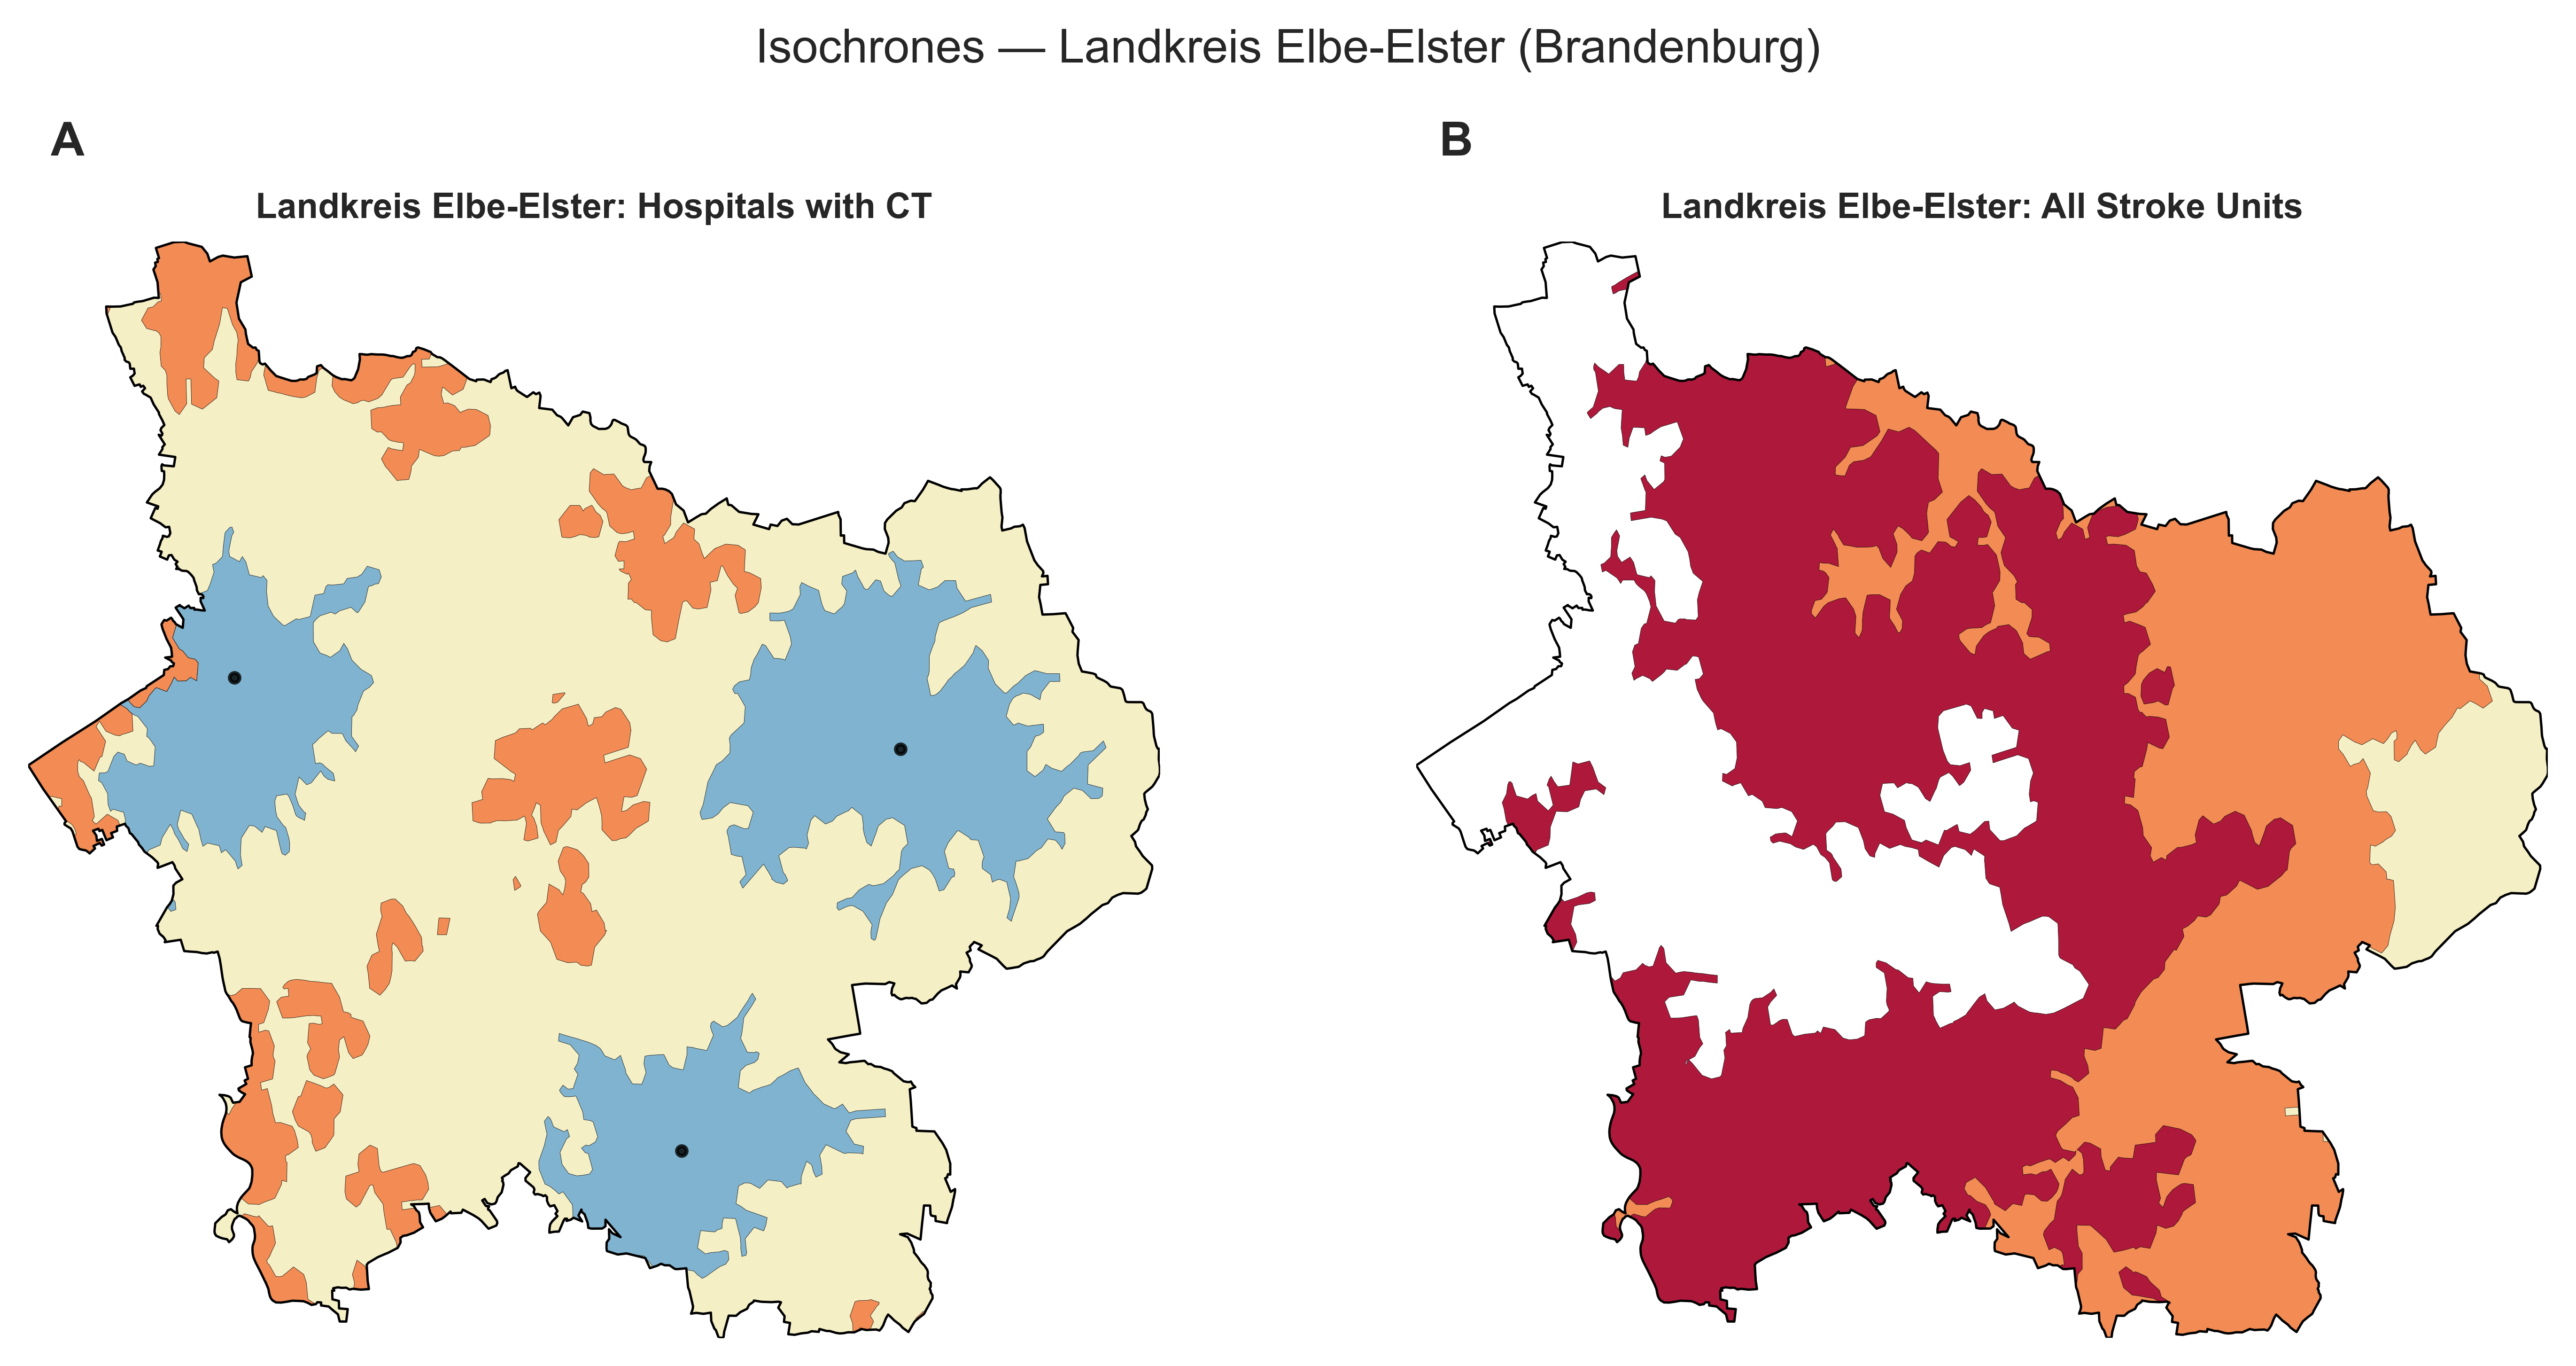 Isochrones — Landkreis Elbe-Elster (Brandenburg)
A
B
Landkreis Elbe-Elster: Hospitals with CT
Landkreis Elbe-Elster: All Stroke Units